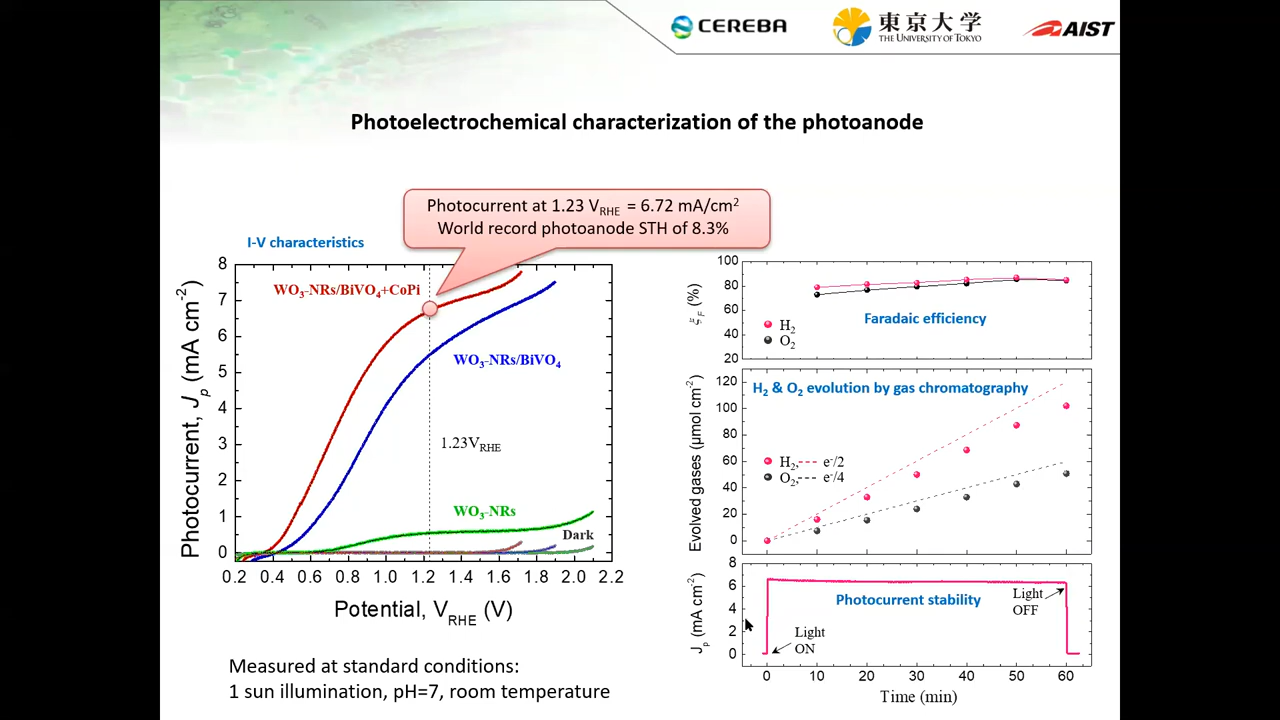 CEREBA
東京大学
THE UNIVERSITY OF TOKYO
AIST
Photoelectrochemical characterization of the photoanode
Photocurrent at 1.23 VRHE = 6.72 mA/cm2
World record photoanode STH of 8.3%
I-V characteristics
Photocurrent, Jp (mA cm-2)
8
7
6
5
4
3
2
1
0
WO3-NRs/BiVO4+CoPi
WO3-NRs/BiVO4
1.23VRHE
WO3-NRs
Dark
0.2 0.4 0.6 0.8 1.0 1.2 1.4 1.6 1.8 2.0 2.2
Potential, VRHE (V)
Measured at standard conditions:
1 sun illumination, pH=7, room temperature
ξF (%)
100
80
60
40
20
Faradaic efficiency
H2
O2
Evolved gases (μmol cm-2)
120
100
80
60
40
20
0
H2 & O2 evolution by gas chromatography
H2,--- e-/2
O2,--- e-/4
Jp (mA cm-2)
8
6
4
2
0
Photocurrent stability
Light
ON
Light
OFF
0 10 20 30 40 50 60
Time (min)